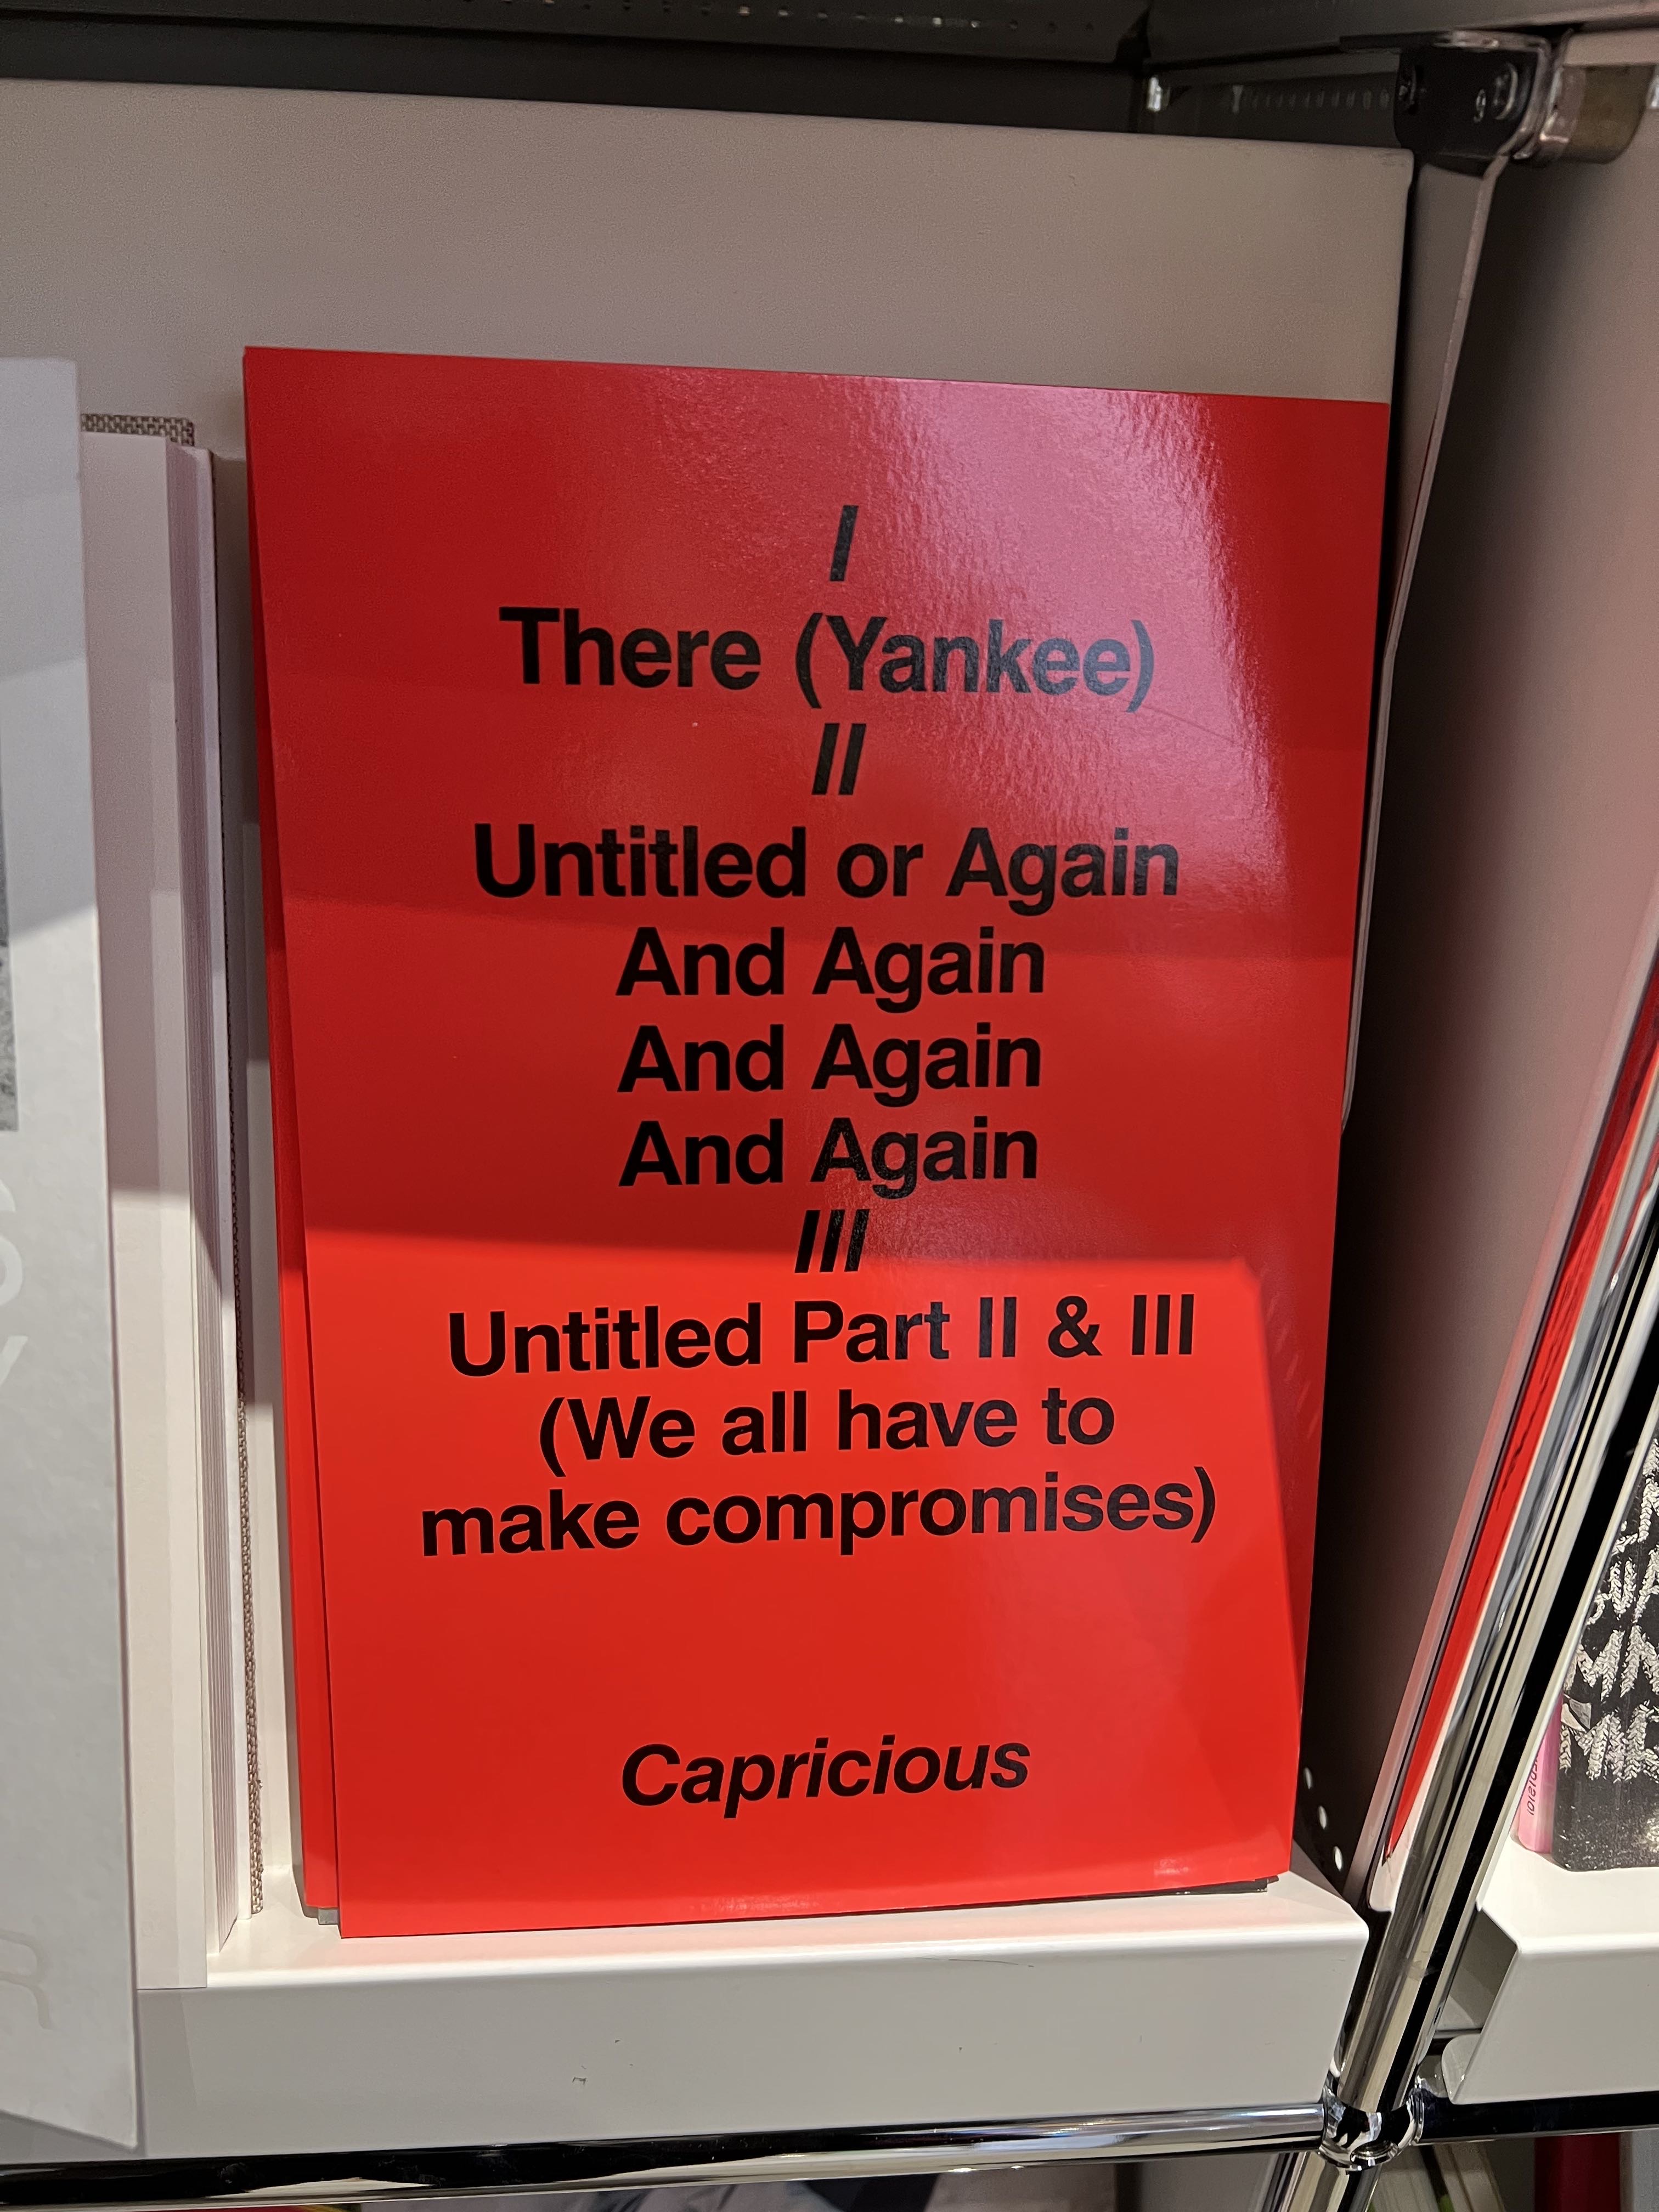 I
There (Yankee)
II
Untitled or Again
And Again
And Again
And Again
III
Untitled Part II & III
(We all have to
make compromises)
Capricious